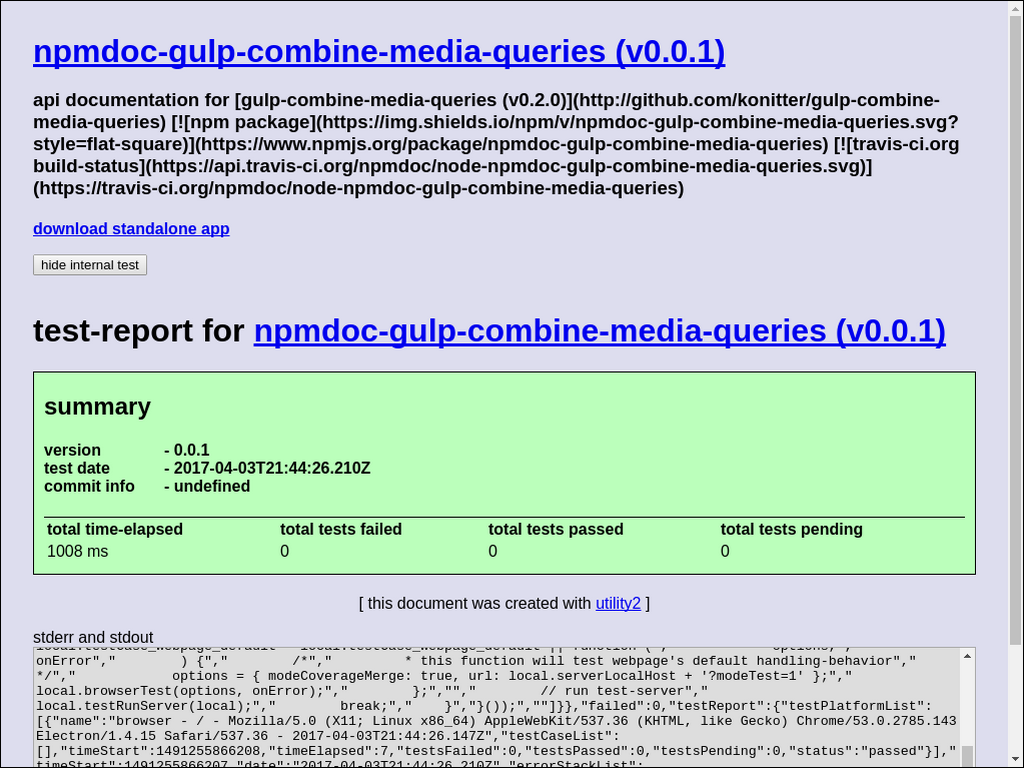 npmdoc-gulp-combine-media-queries (v0.0.1)
api documentation for [gulp-combine-media-queries (v0.2.0)](http://github.com/konitter/gulp-combine-
media-queries) [![npm package](https://img.shields.io/npm/v/npmdoc-gulp-combine-media-queries.svg?
style=flat-square)](https://www.npmjs.org/package/npmdoc-gulp-combine-media-queries) [![travis-ci.org
build-status](https://api.travis-ci.org/npmdoc/node-npmdoc-gulp-combine-media-queries.svg)]
(https://travis-ci.org/npmdoc/node-npmdoc-gulp-combine-media-queries)
download standalone app
hide internal test
test-report for npmdoc-gulp-combine-media-queries (v0.0.1)
summary
version - 0.0.1
test date - 2017-04-03T21:44:26.210Z
commit info - undefined
total time-elapsed total tests failed total tests passed total tests pending
1008 ms 0 0 0
[ this document was created with utility2 ]
stderr and stdout
onError","        ) {","        /*","         * this function will test webpage's default handling-behavior","
*/","            options = { modeCoverageMerge: true, url: local.serverLocalHost + '?modeTest=1' };","
local.browserTest(options, onError);","        };","","        // run test-server","
local.testRunServer(local);","        break;","    }","}());",""]}},"failed":0,"testReport":{"testPlatformList":
[{"name":"browser - / - Mozilla/5.0 (X11; Linux x86_64) AppleWebKit/537.36 (KHTML, like Gecko) Chrome/53.0.2785.143
Electron/1.4.15 Safari/537.36 - 2017-04-03T21:44:26.147Z","testCaseList":
[],"timeStart":1491255866208,"timeElapsed":7,"testsFailed":0,"testsPassed":0,"testsPending":0,"status":"passed"}],"
timeStart":1491255866207,"date":"2017-04-03T21:44:26.210Z","errorStackList":